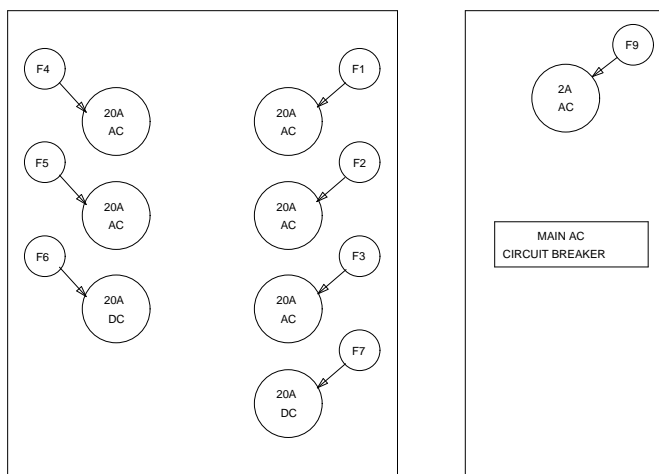 F4
20A
AC
F1
20A
AC
F5
20A
AC
F2
20A
AC
F6
20A
DC
F3
20A
AC
F7
20A
DC
F9
2A
AC
MAIN AC
CIRCUIT BREAKER